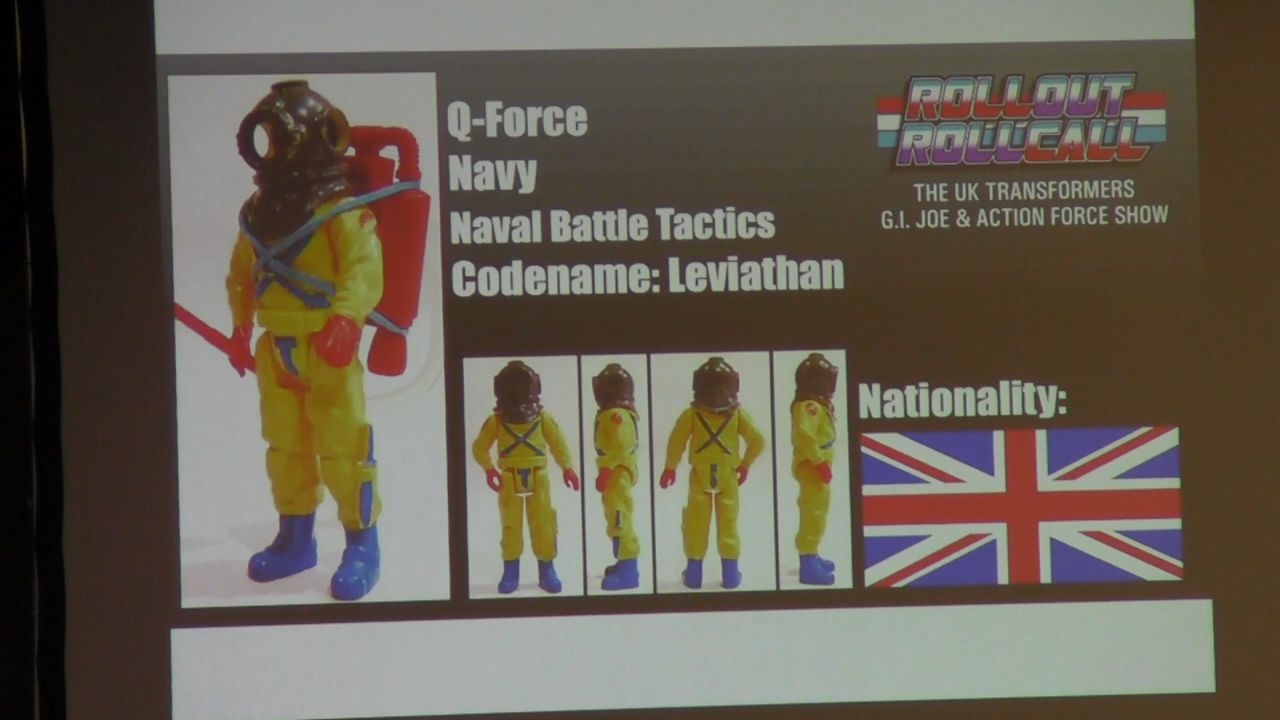 Q-Force
Navy
Naval Battle Tactics
Codename: Leviathan
ROLLOUT
ROLLCALL
THE UK TRANSFORMERS
G.I. JOE & ACTION FORCE SHOW
Nationality: